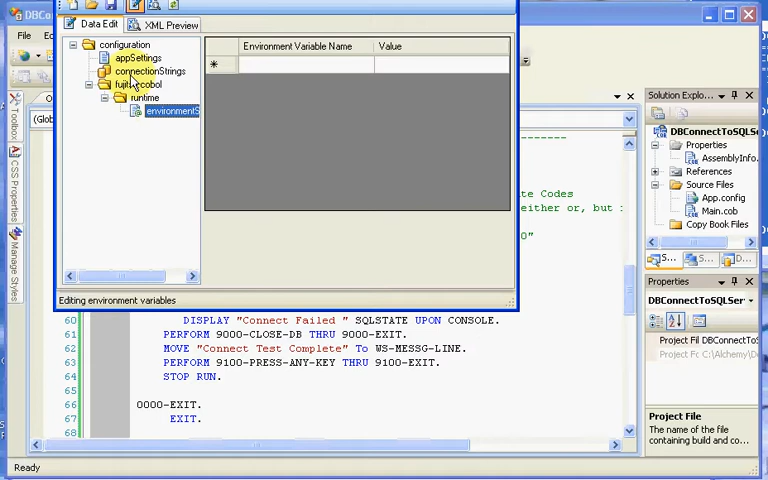 DBC
File
Data Edit
XML Preview
configuration
appSettings
connectionStrings
runtime
environmentS
Environment Variable Name
Value
Editing environment variables
(Glo
Toolbox
CSS Properties
Manage Styles
te Codes
either or, but :
0"
60 DISPLAY "Connect Failed " SQLSTATE UPON CONSOLE.
61 PERFORM 9000-CLOSE-DB THRU 9000-EXIT.
62 MOVE "Connect Test Complete" To WS-MESSG-LINE.
63 PERFORM 9100-PRESS-ANY-KEY THRU 9100-EXIT.
64 STOP RUN.
65
66 0000-EXIT.
67 EXIT.
68
Solution Explo
DBConnectToSQLSer
Properties
AssemblyInfo.
References
Source Files
App.config
Main.cob
Copy Book Files
S...
S...
D...
Properties
DBConnectToSQLServ
Project Fil DBConnectToSQL
Project Fc C:\Alchemy\Develop
Project File
The name of the file
containing build and co...
Ready